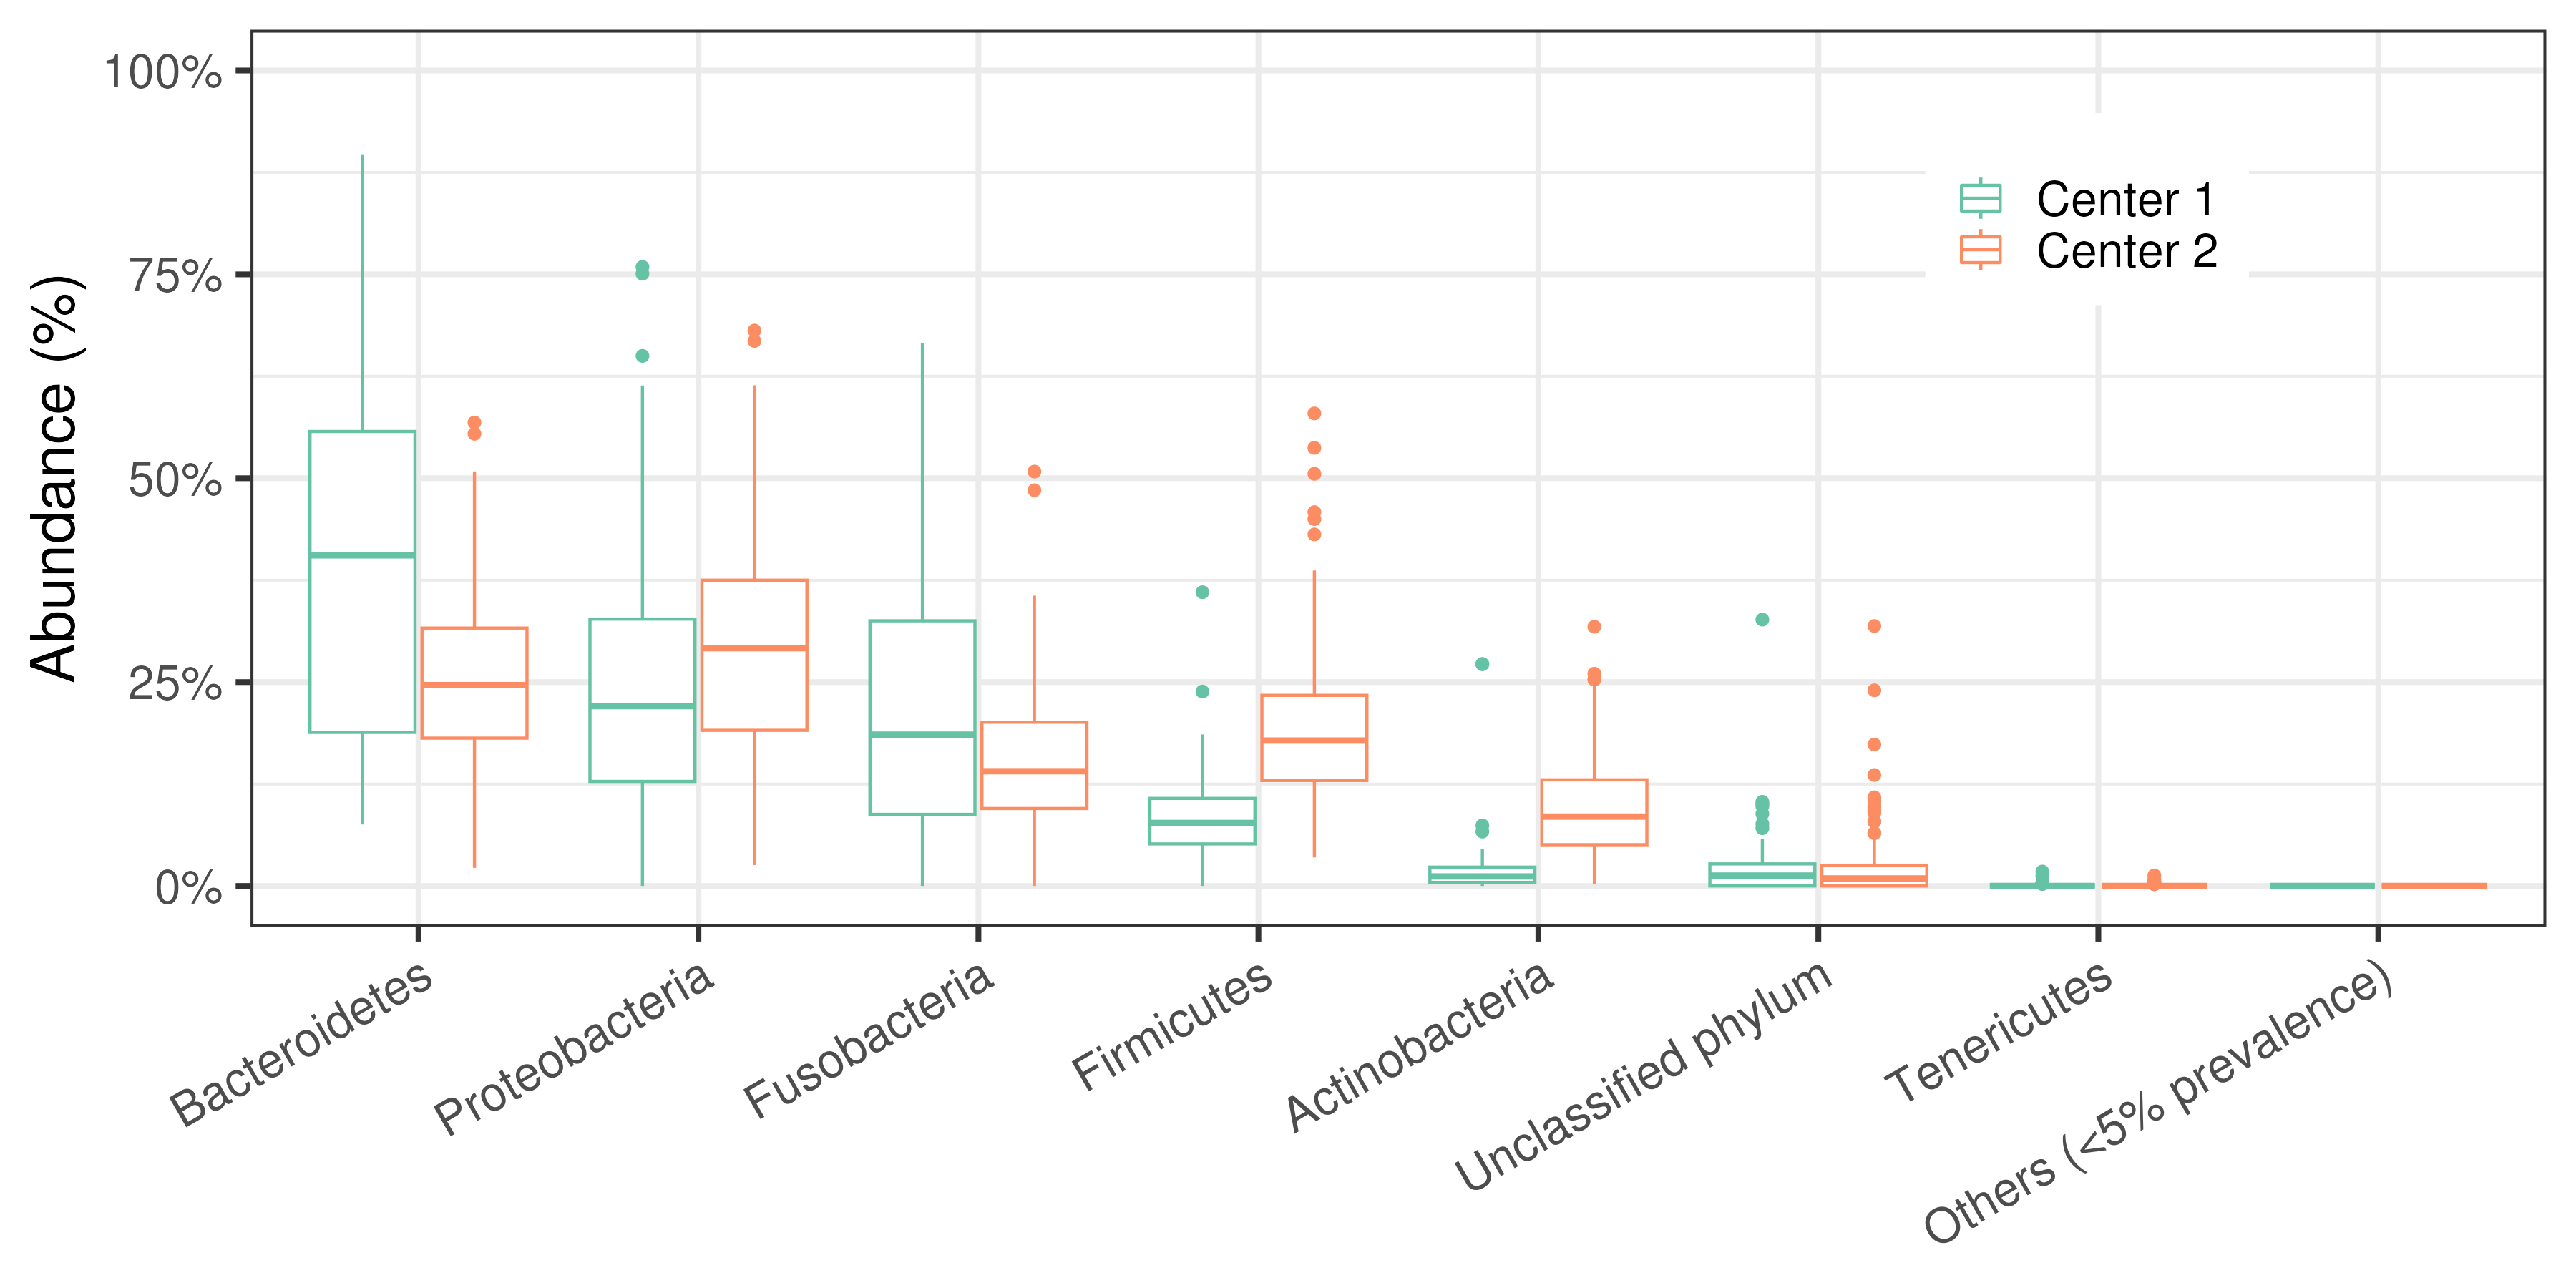 Abundance (%)
100%
75%
50%
25%
0%
Center 1
Center 2
Bacteroidetes
Proteobacteria
Fusobacteria
Firmicutes
Actinobacteria
Unclassified phylum
Tenericutes
Others (<5% prevalence)